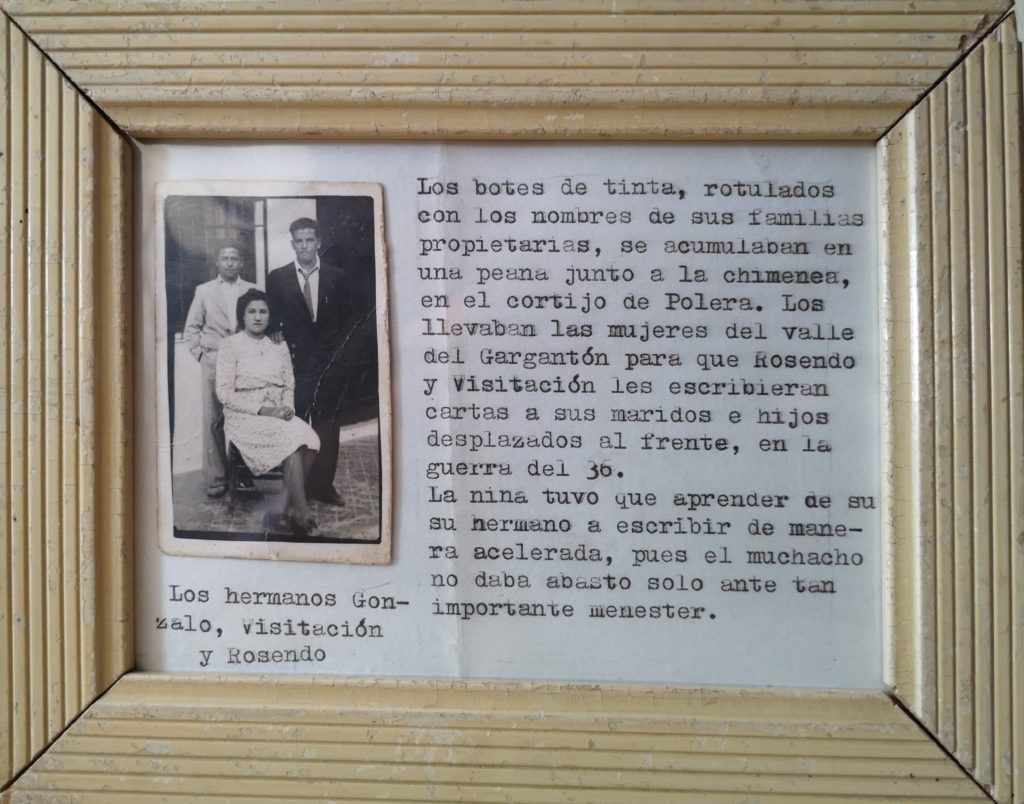 Los botes de tinta, rotulados
con los nombres de sus familias
propietarias, se acumulaban en
una peana junto a la chimenea,
en el cortijo de Polera. Los
llevaban las mujeres del valle
del Gargantón para que Rosendo
y Visitación les escribieran
cartas a sus maridos e hijos
desplazados al frente, en la
guerra del 36.
La nina tuvo que aprender de su
su hermano a escribir de mane-
ra acelerada, pues el muchacho
no daba abasto solo ante tan
importante menester.
Los hermanos Gon-
zalo, Visitación
y Rosendo